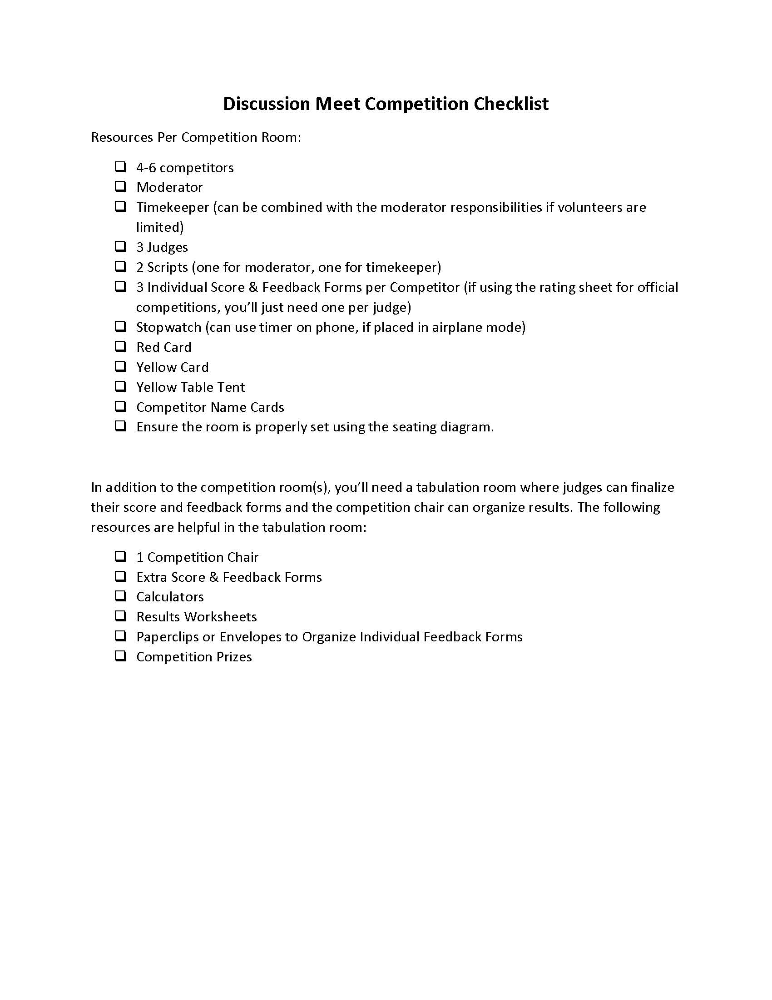 Discussion Meet Competition Checklist
Resources Per Competition Room:
❑ 4-6 competitors
❑ Moderator
❑ Timekeeper (can be combined with the moderator responsibilities if volunteers are
limited)
❑ 3 Judges
❑ 2 Scripts (one for moderator, one for timekeeper)
❑ 3 Individual Score & Feedback Forms per Competitor (if using the rating sheet for official
competitions, you’ll just need one per judge)
❑ Stopwatch (can use timer on phone, if placed in airplane mode)
❑ Red Card
❑ Yellow Card
❑ Yellow Table Tent
❑ Competitor Name Cards
❑ Ensure the room is properly set using the seating diagram.
In addition to the competition room(s), you’ll need a tabulation room where judges can finalize
their score and feedback forms and the competition chair can organize results. The following
resources are helpful in the tabulation room:
❑ 1 Competition Chair
❑ Extra Score & Feedback Forms
❑ Calculators
❑ Results Worksheets
❑ Paperclips or Envelopes to Organize Individual Feedback Forms
❑ Competition Prizes